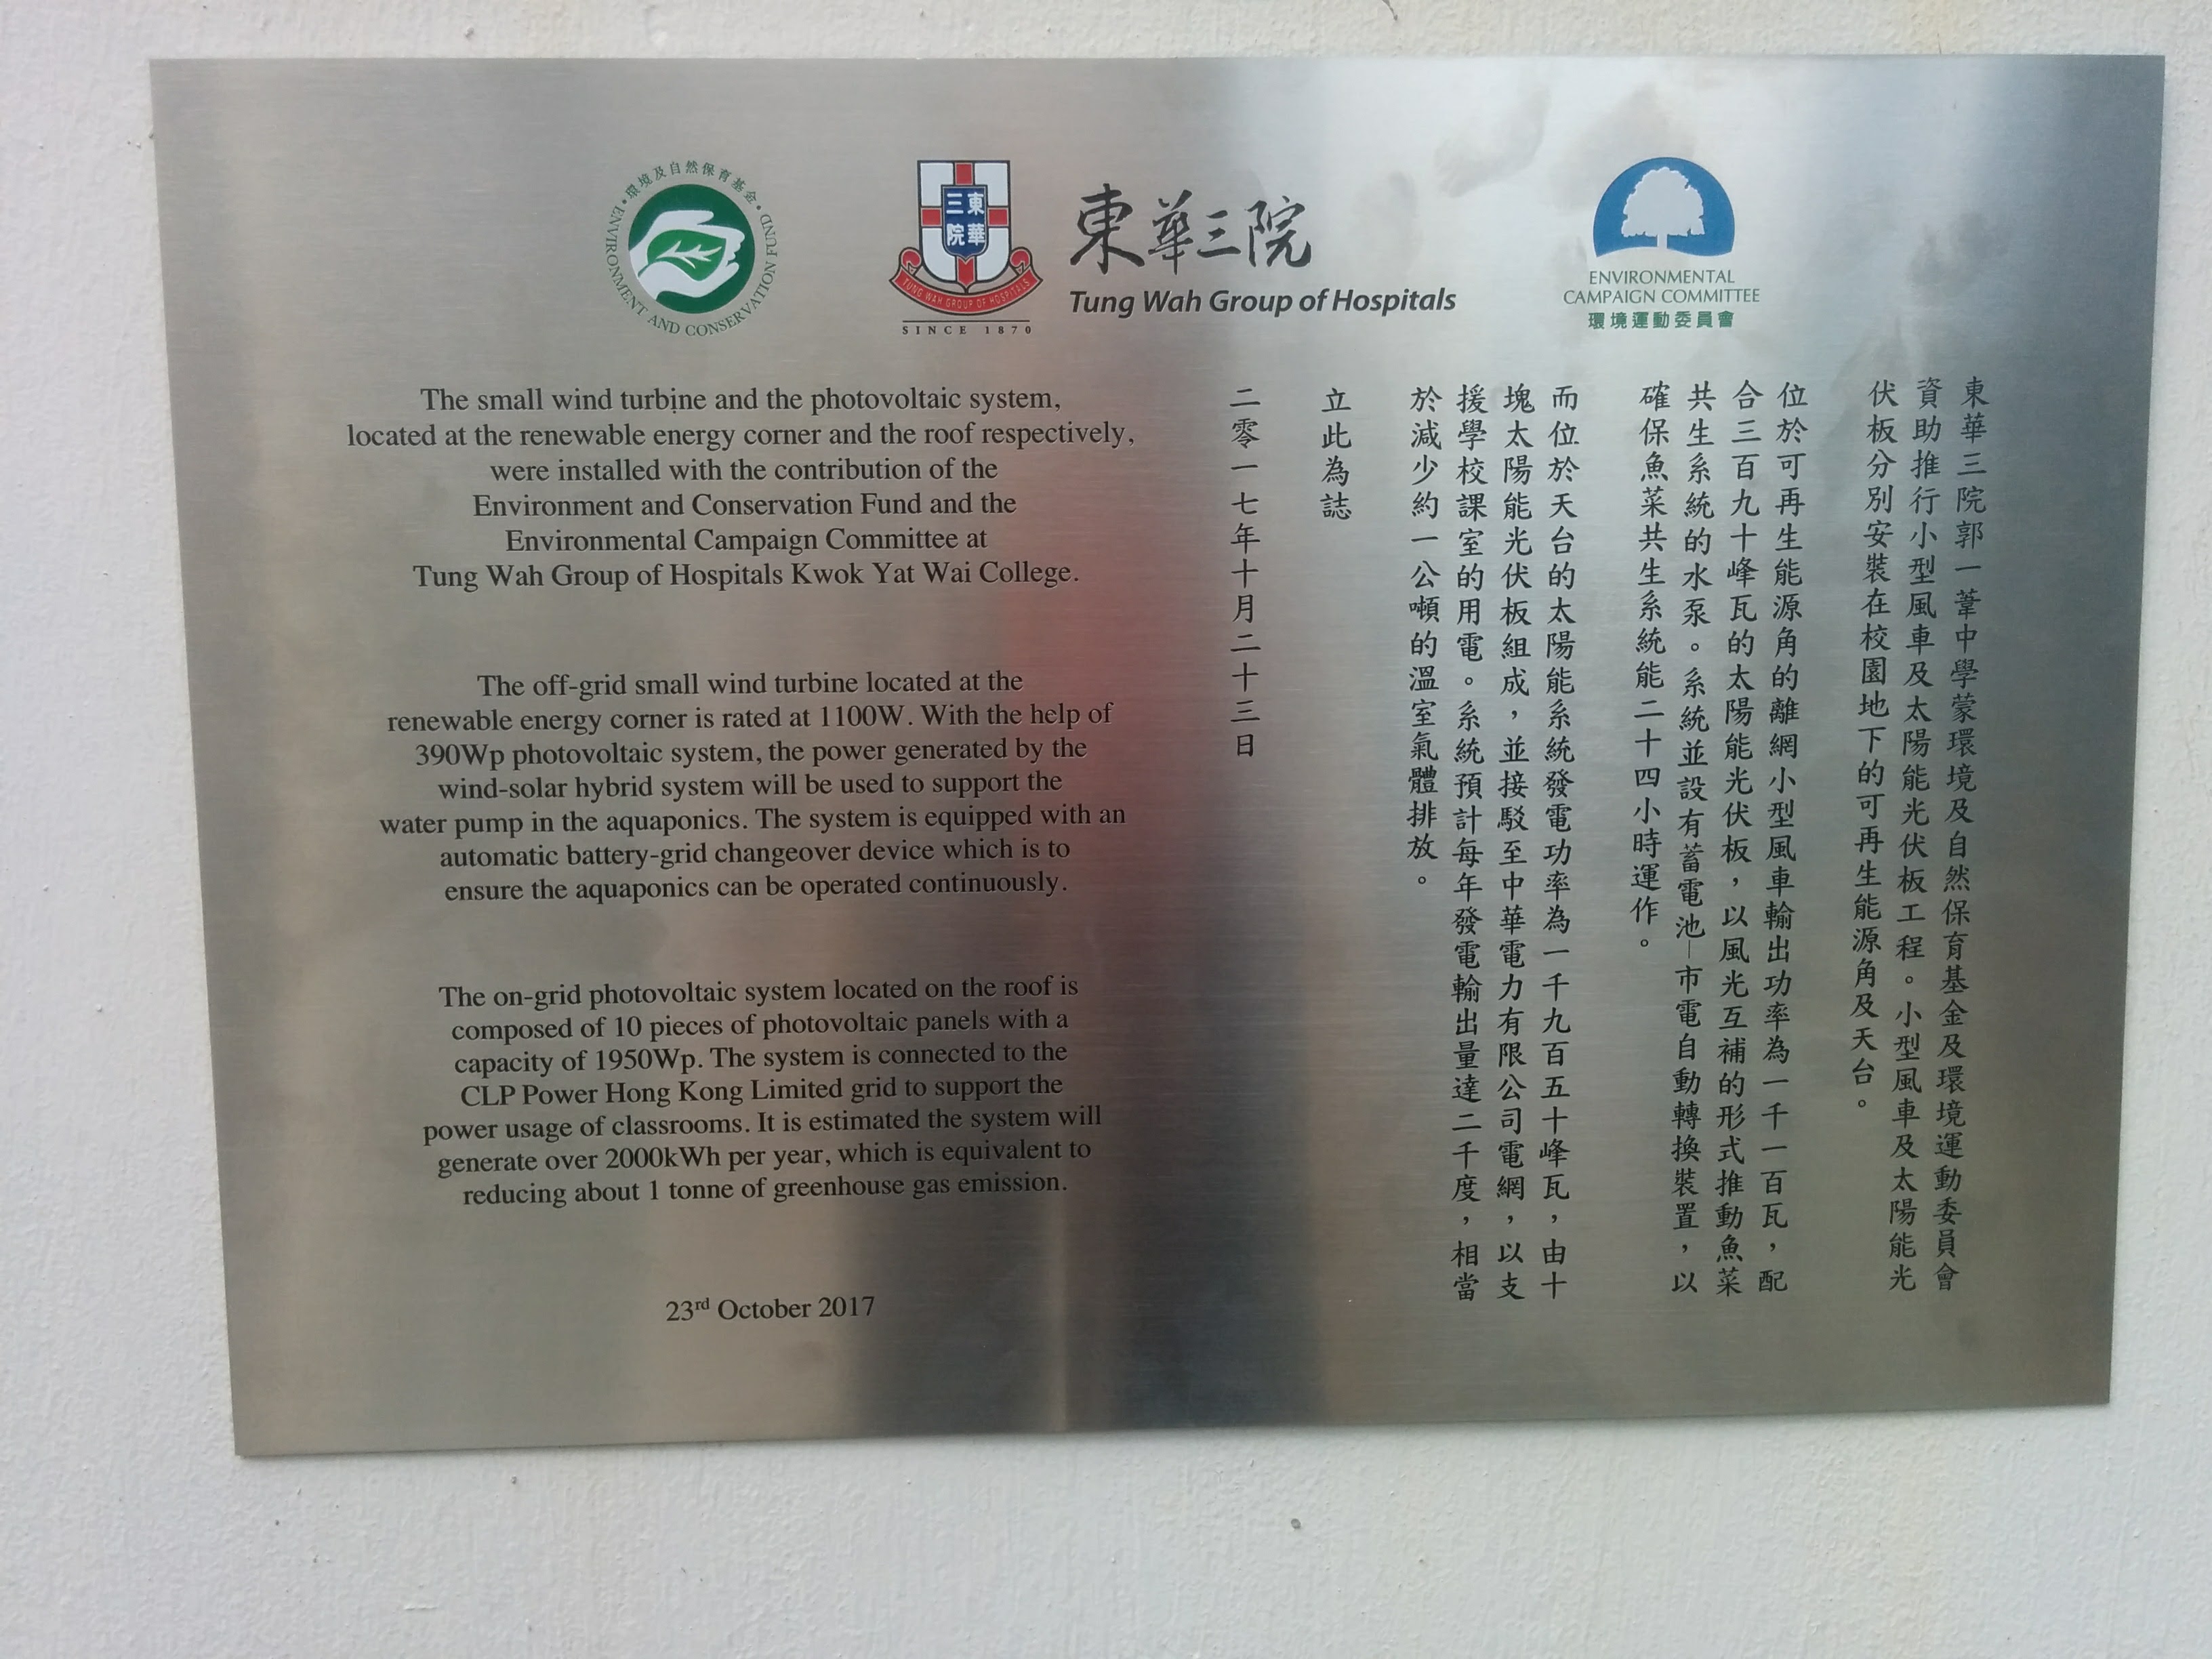 環境及自然保育基金
ENVIRONMENT AND CONSERVATION FUND
三東
院華
TUNG WAH GROUP OF HOSPITALS
SINCE 1870
東華三院
Tung Wah Group of Hospitals
ENVIRONMENTAL
CAMPAIGN COMMITTEE
環境運動委員會
The small wind turbine and the photovoltaic system,
located at the renewable energy corner and the roof respectively,
were installed with the contribution of the
Environment and Conservation Fund and the
Environmental Campaign Committee at
Tung Wah Group of Hospitals Kwok Yat Wai College.
The off-grid small wind turbine located at the
renewable energy corner is rated at 1100W. With the help of
390Wp photovoltaic system, the power generated by the
wind-solar hybrid system will be used to support the
water pump in the aquaponics. The system is equipped with an
automatic battery-grid changeover device which is to
ensure the aquaponics can be operated continuously.
The on-grid photovoltaic system located on the roof is
composed of 10 pieces of photovoltaic panels with a
capacity of 1950Wp. The system is connected to the
CLP Power Hong Kong Limited grid to support the
power usage of classrooms. It is estimated the system will
generate over 2000kWh per year, which is equivalent to
reducing about 1 tonne of greenhouse gas emission.
23rd October 2017
東華三院郭一葦中學蒙環境及自然保育基金及環境運動委員會
資助推行小型風車及太陽能光伏板工程。小型風車及太陽能光
伏板分別安裝在校園地下的可再生能源角及天台。
位於可再生能源角的離網小型風車輸出功率為一千一百瓦，配
合三百九十峰瓦的太陽能光伏板，以風光互補的形式推動魚菜
共生系統的水泵。系統並設有蓄電池—市電自動轉換裝置，以
確保魚菜共生系統能二十四小時運作。
而位於天台的太陽能系統發電功率為一千九百五十峰瓦，由十
塊太陽能光伏板組成，並接駁至中華電力有限公司電網，以支
援學校課室的用電。系統預計每年發電輸出量達二千度，相當
於減少約一公噸的溫室氣體排放。
立此為誌
二零一七年十月二十三日